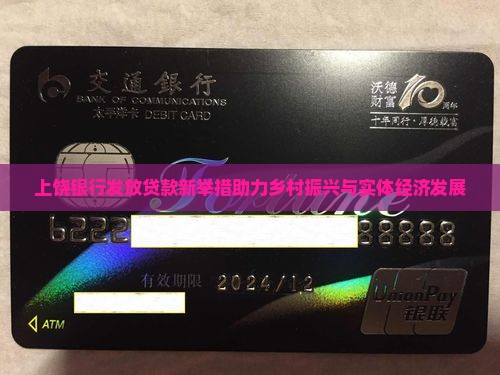 交通銀行
BANK OF COMMUNICATIONS
太平洋卡 DEBIT CARD
沃德
财富
10
周年
十年同行·厚德载富
上饶银行发放贷款新举措助力乡村振兴与实体经济发展
Fortune
6222 88888
有效期限 2024/12
ATM
UnionPay
银联